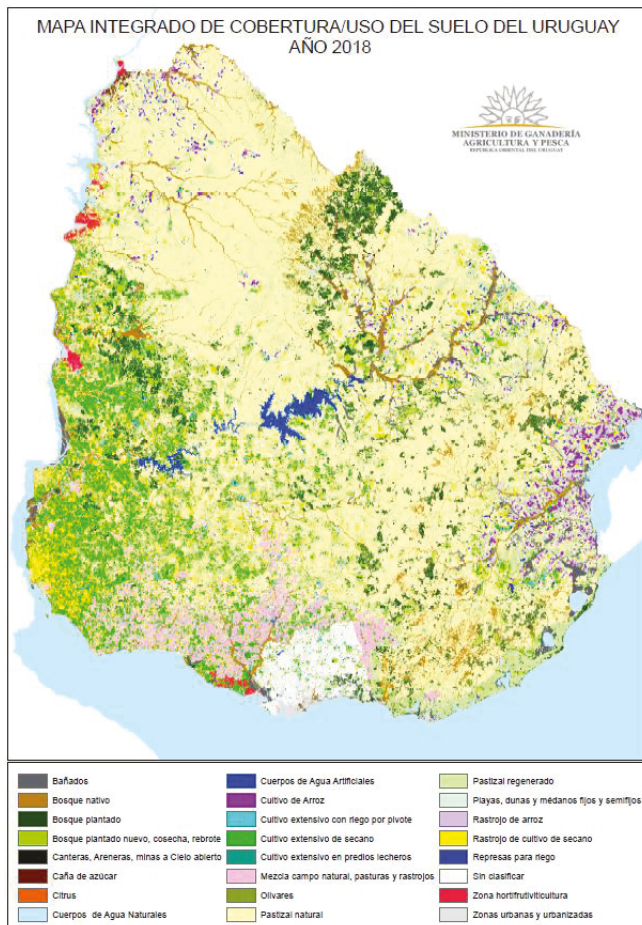 MAPA INTEGRADO DE COBERTURA/USO DEL SUELO DEL URUGUAY
AÑO 2018
MINISTERIO DE GANADERÍA
AGRICULTURA Y PESCA
REPÚBLICA ORIENTAL DEL URUGUAY
Bañados
Bosque nativo
Bosque plantado
Bosque plantado nuevo, cosecha, rebrote
Canteras, Areneras, minas a Cielo abierto
Caña de azúcar
Citrus
Cuerpos de Agua Naturales
Cuerpos de Agua Artificiales
Cultivo de Arroz
Cultivo extensivo con riego por pivote
Cultivo extensivo de secano
Cultivo extensivo en predios lecheros
Mezcla campo natural, pasturas y rastrojos
Olivares
Pastizal natural
Pastizal regenerado
Playas, dunas y médanos fijos y semifijos
Rastrojo de arroz
Rastrojo de cultivo de secano
Represas para riego
Sin clasificar
Zona hortifrutiviticultura
Zonas urbanas y urbanizadas